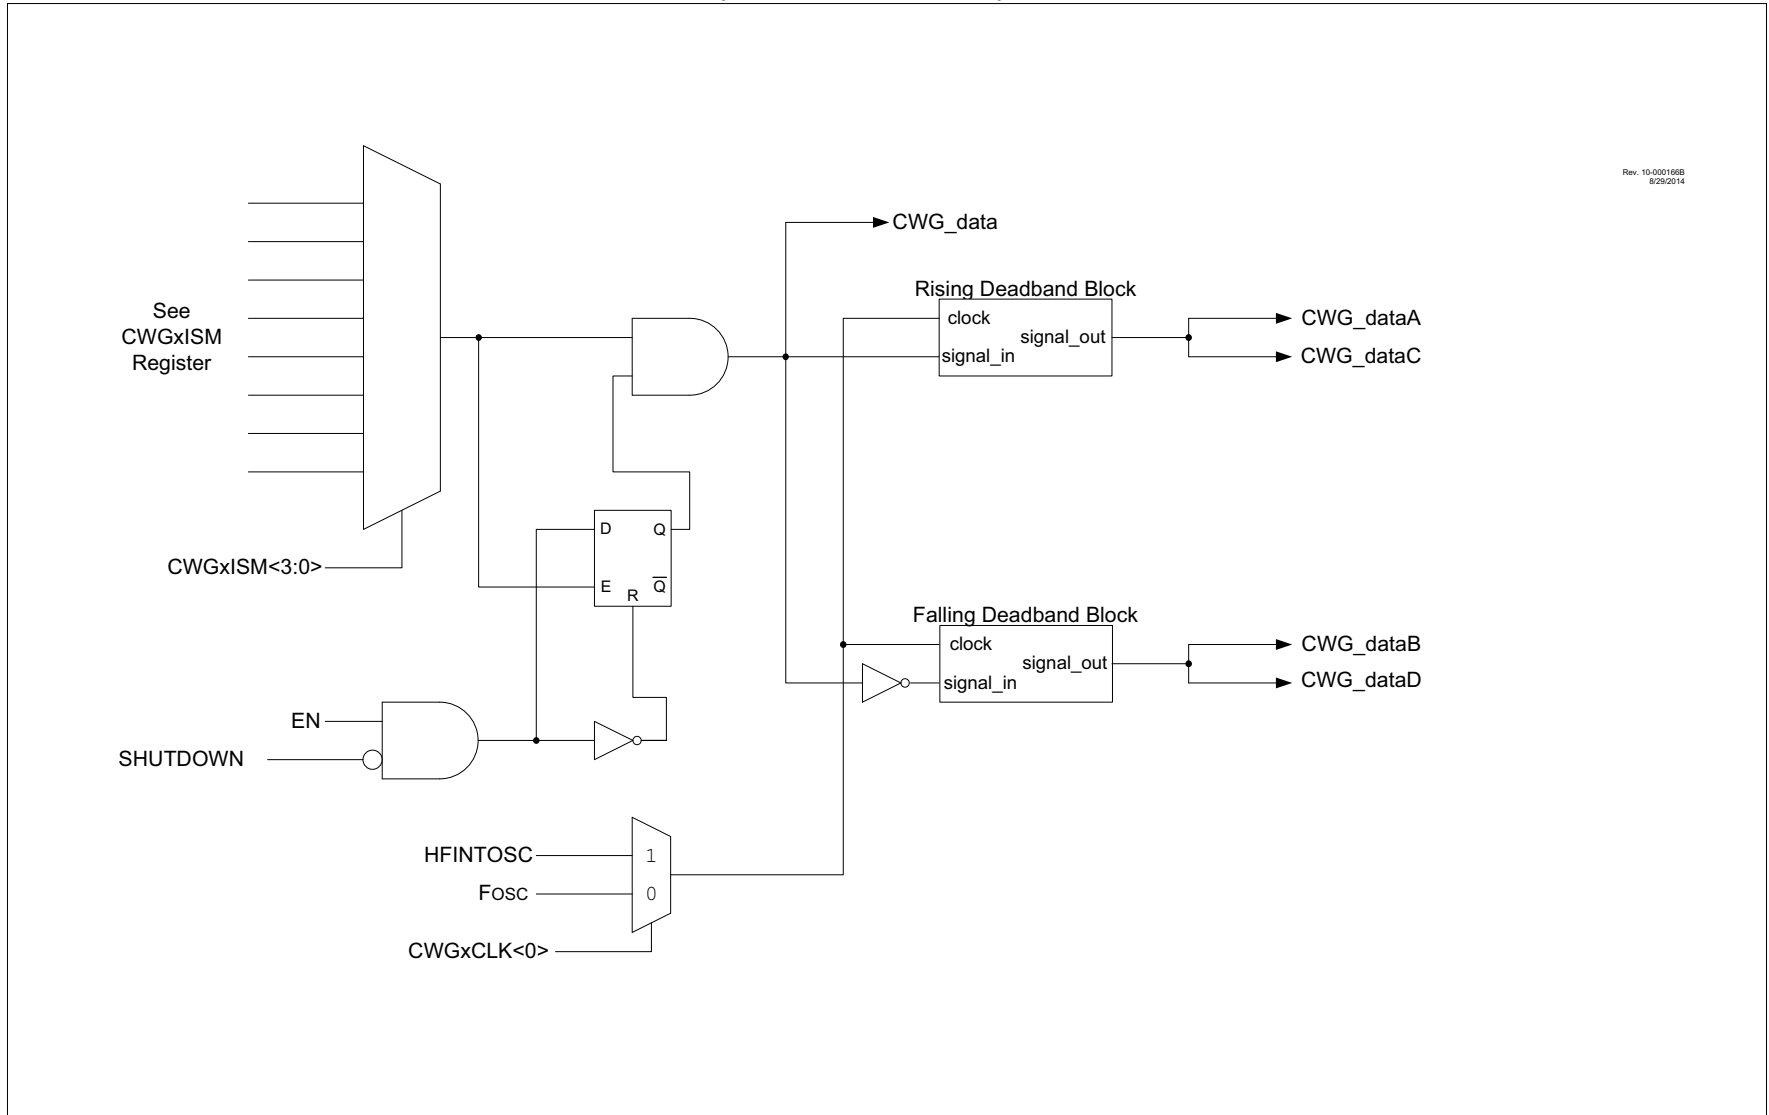 Rev. 10-000166B
8/29/2014
CWG_data
Rising Deadband Block
clock
signal_out
signal_in
CWG_dataA
CWG_dataC
See
CWGxISM
Register
D
Q
E
R
Q̅
CWGxISM<3:0>
Falling Deadband Block
clock
signal_out
signal_in
CWG_dataB
CWG_dataD
EN
SHUTDOWN
HFINTOSC
1
FOSC
0
CWGxCLK<0>